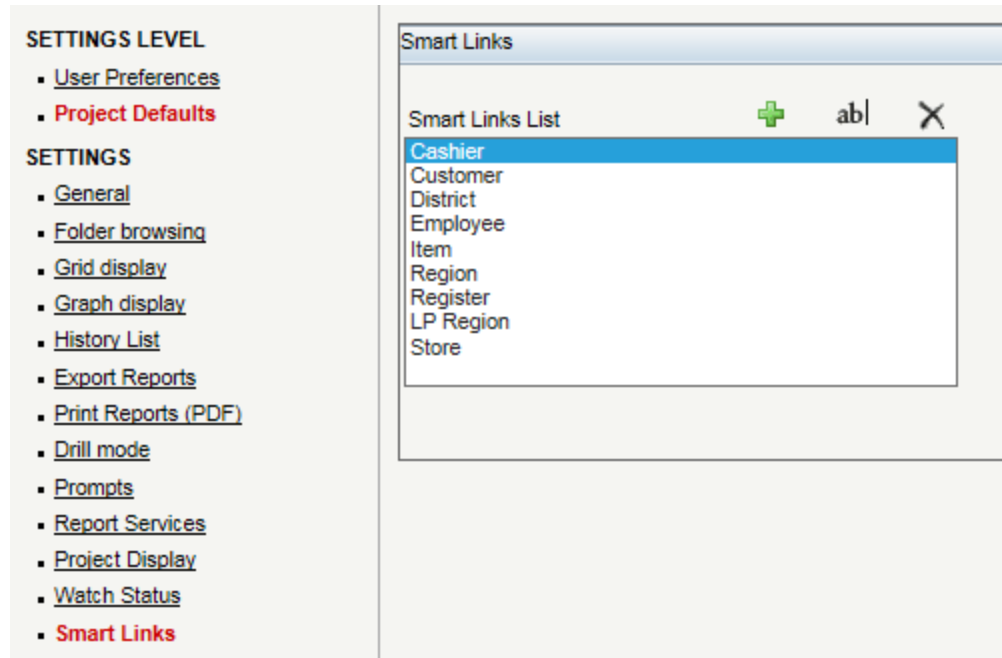 SETTINGS LEVEL
User Preferences
Project Defaults
SETTINGS
General
Folder browsing
Grid display
Graph display
History List
Export Reports
Print Reports (PDF)
Drill mode
Prompts
Report Services
Project Display
Watch Status
Smart Links
Smart Links
Smart Links List
ab|
Cashier
Customer
District
Employee
Item
Region
Register
LP Region
Store